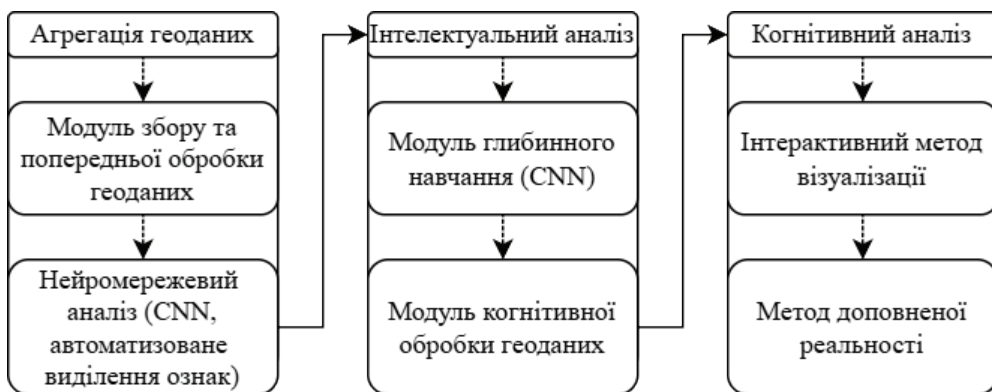 Агрегація геоданих
Модуль збору та
попередньої обробки
геоданих
Нейромережевий
аналіз (CNN,
автоматизоване
виділення ознак)
Інтелектуальний аналіз
Модуль глибинного
навчання (CNN)
Модуль когнітивної
обробки геоданих
Когнітивний аналіз
Інтерактивний метод
візуалізації
Метод доповненої
реальності